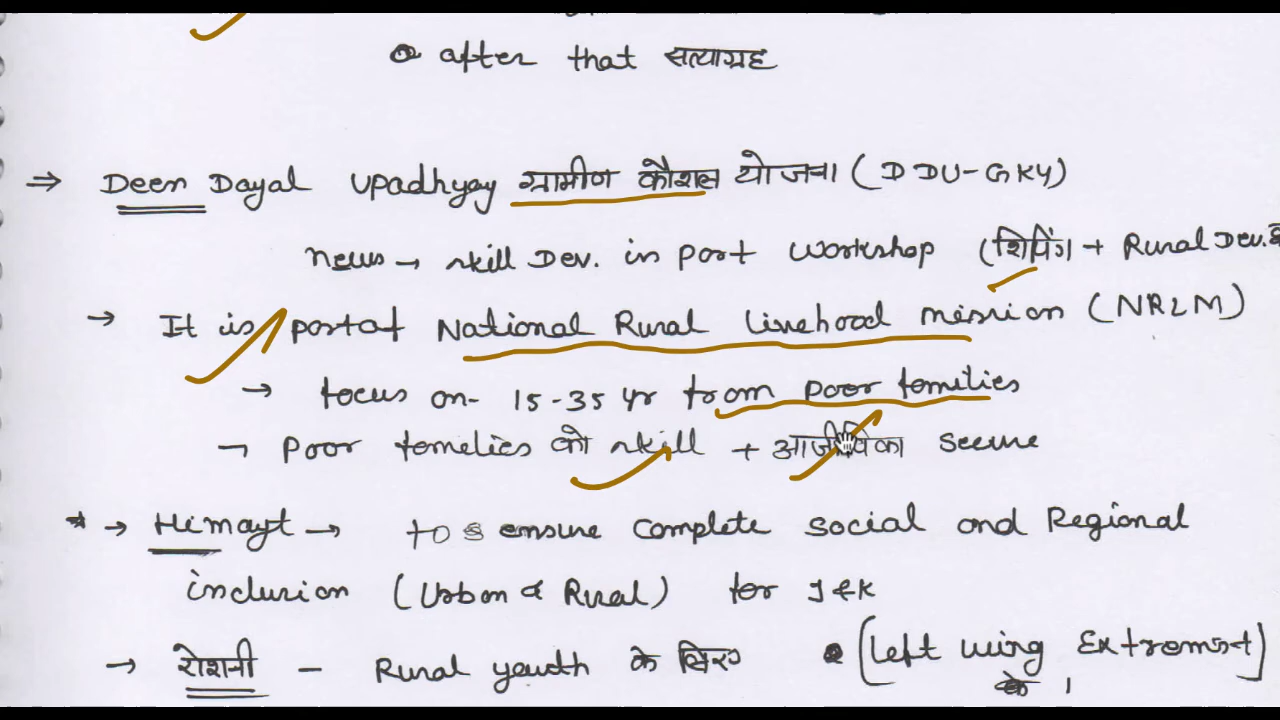 after that सत्याग्रह
⇒ Deen Dayal Upadhyay ग्रामीण कौशल योजना (DDU-GKY)
news → skill Dev. in port workshop (शिपिंग + Rural Dev.
→ It is part of National Rural Livehood mission (NRLM)
→ focus on- 15-35 yr from poor families
→ Poor famelies को skill + आजीविका secure
* → Himayt → to ensure complete social and Regional
inclusion (Urban & Rural) for J&K
→ रोशनी - Rural youth के लिए (left wing Extremist)
के ।